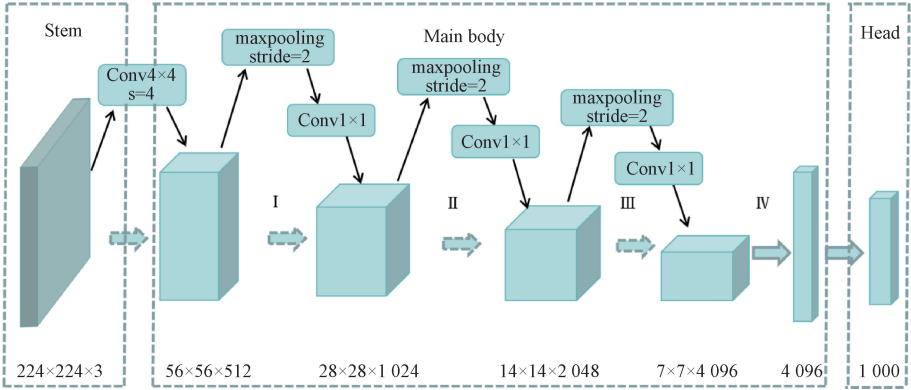 Stem
Main body
Head
Conv4×4
s=4
maxpooling
stride=2
Conv1×1
maxpooling
stride=2
Conv1×1
maxpooling
stride=2
Conv1×1
Ⅰ
Ⅱ
Ⅲ
Ⅳ
224×224×3
56×56×512
28×28×1 024
14×14×2 048
7×7×4 096
4 096
1 000